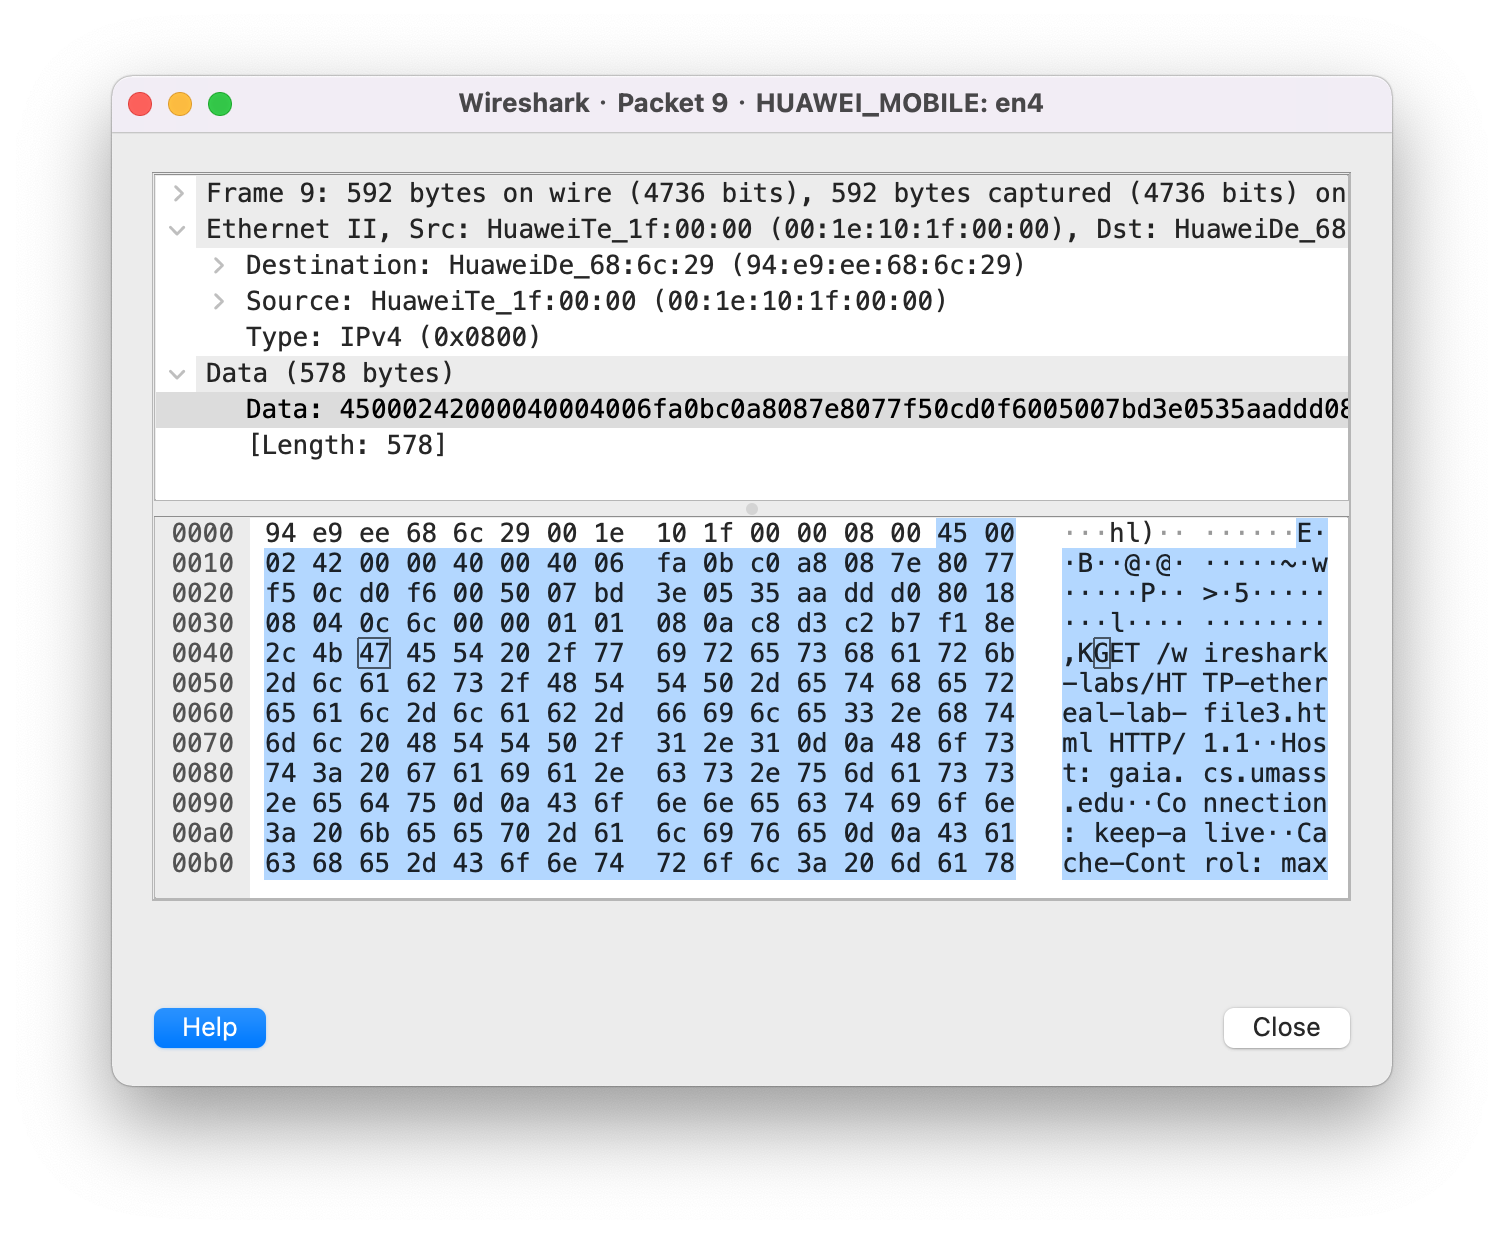 Wireshark · Packet 9 · HUAWEI_MOBILE: en4
Frame 9: 592 bytes on wire (4736 bits), 592 bytes captured (4736 bits) on
Ethernet II, Src: HuaweiTe_1f:00:00 (00:1e:10:1f:00:00), Dst: HuaweiDe_68
Destination: HuaweiDe_68:6c:29 (94:e9:ee:68:6c:29)
Source: HuaweiTe_1f:00:00 (00:1e:10:1f:00:00)
Type: IPv4 (0x0800)
Data (578 bytes)
Data: 45000242000040004006fa0bc0a8087e8077f50cd0f6005007bd3e0535aaddd08
[Length: 578]
0000 94 e9 ee 68 6c 29 00 1e 10 1f 00 00 08 00 45 00 ···hl)·· ······E·
0010 02 42 00 00 40 00 40 06 fa 0b c0 a8 08 7e 80 77 ·B··@·@· ·····~·w
0020 f5 0c d0 f6 00 50 07 bd 3e 05 35 aa dd d0 80 18 ·····P·· >·5·····
0030 08 04 0c 6c 00 00 01 01 08 0a c8 d3 c2 b7 f1 8e ···l···· ········
0040 2c 4b 47 45 54 20 2f 77 69 72 65 73 68 61 72 6b ,KGET /w ireshark
0050 2d 6c 61 62 73 2f 48 54 54 50 2d 65 74 68 65 72 -labs/HT TP-ether
0060 65 61 6c 2d 6c 61 62 2d 66 69 6c 65 33 2e 68 74 eal-lab- file3.ht
0070 6d 6c 20 48 54 54 50 2f 31 2e 31 0d 0a 48 6f 73 ml HTTP/ 1.1··Hos
0080 74 3a 20 67 61 69 61 2e 63 73 2e 75 6d 61 73 73 t: gaia. cs.umass
0090 2e 65 64 75 0d 0a 43 6f 6e 6e 65 63 74 69 6f 6e .edu··Co nnection
00a0 3a 20 6b 65 65 70 2d 61 6c 69 76 65 0d 0a 43 61 : keep-a live··Ca
00b0 63 68 65 2d 43 6f 6e 74 72 6f 6c 3a 20 6d 61 78 che-Cont rol: max
Help
Close